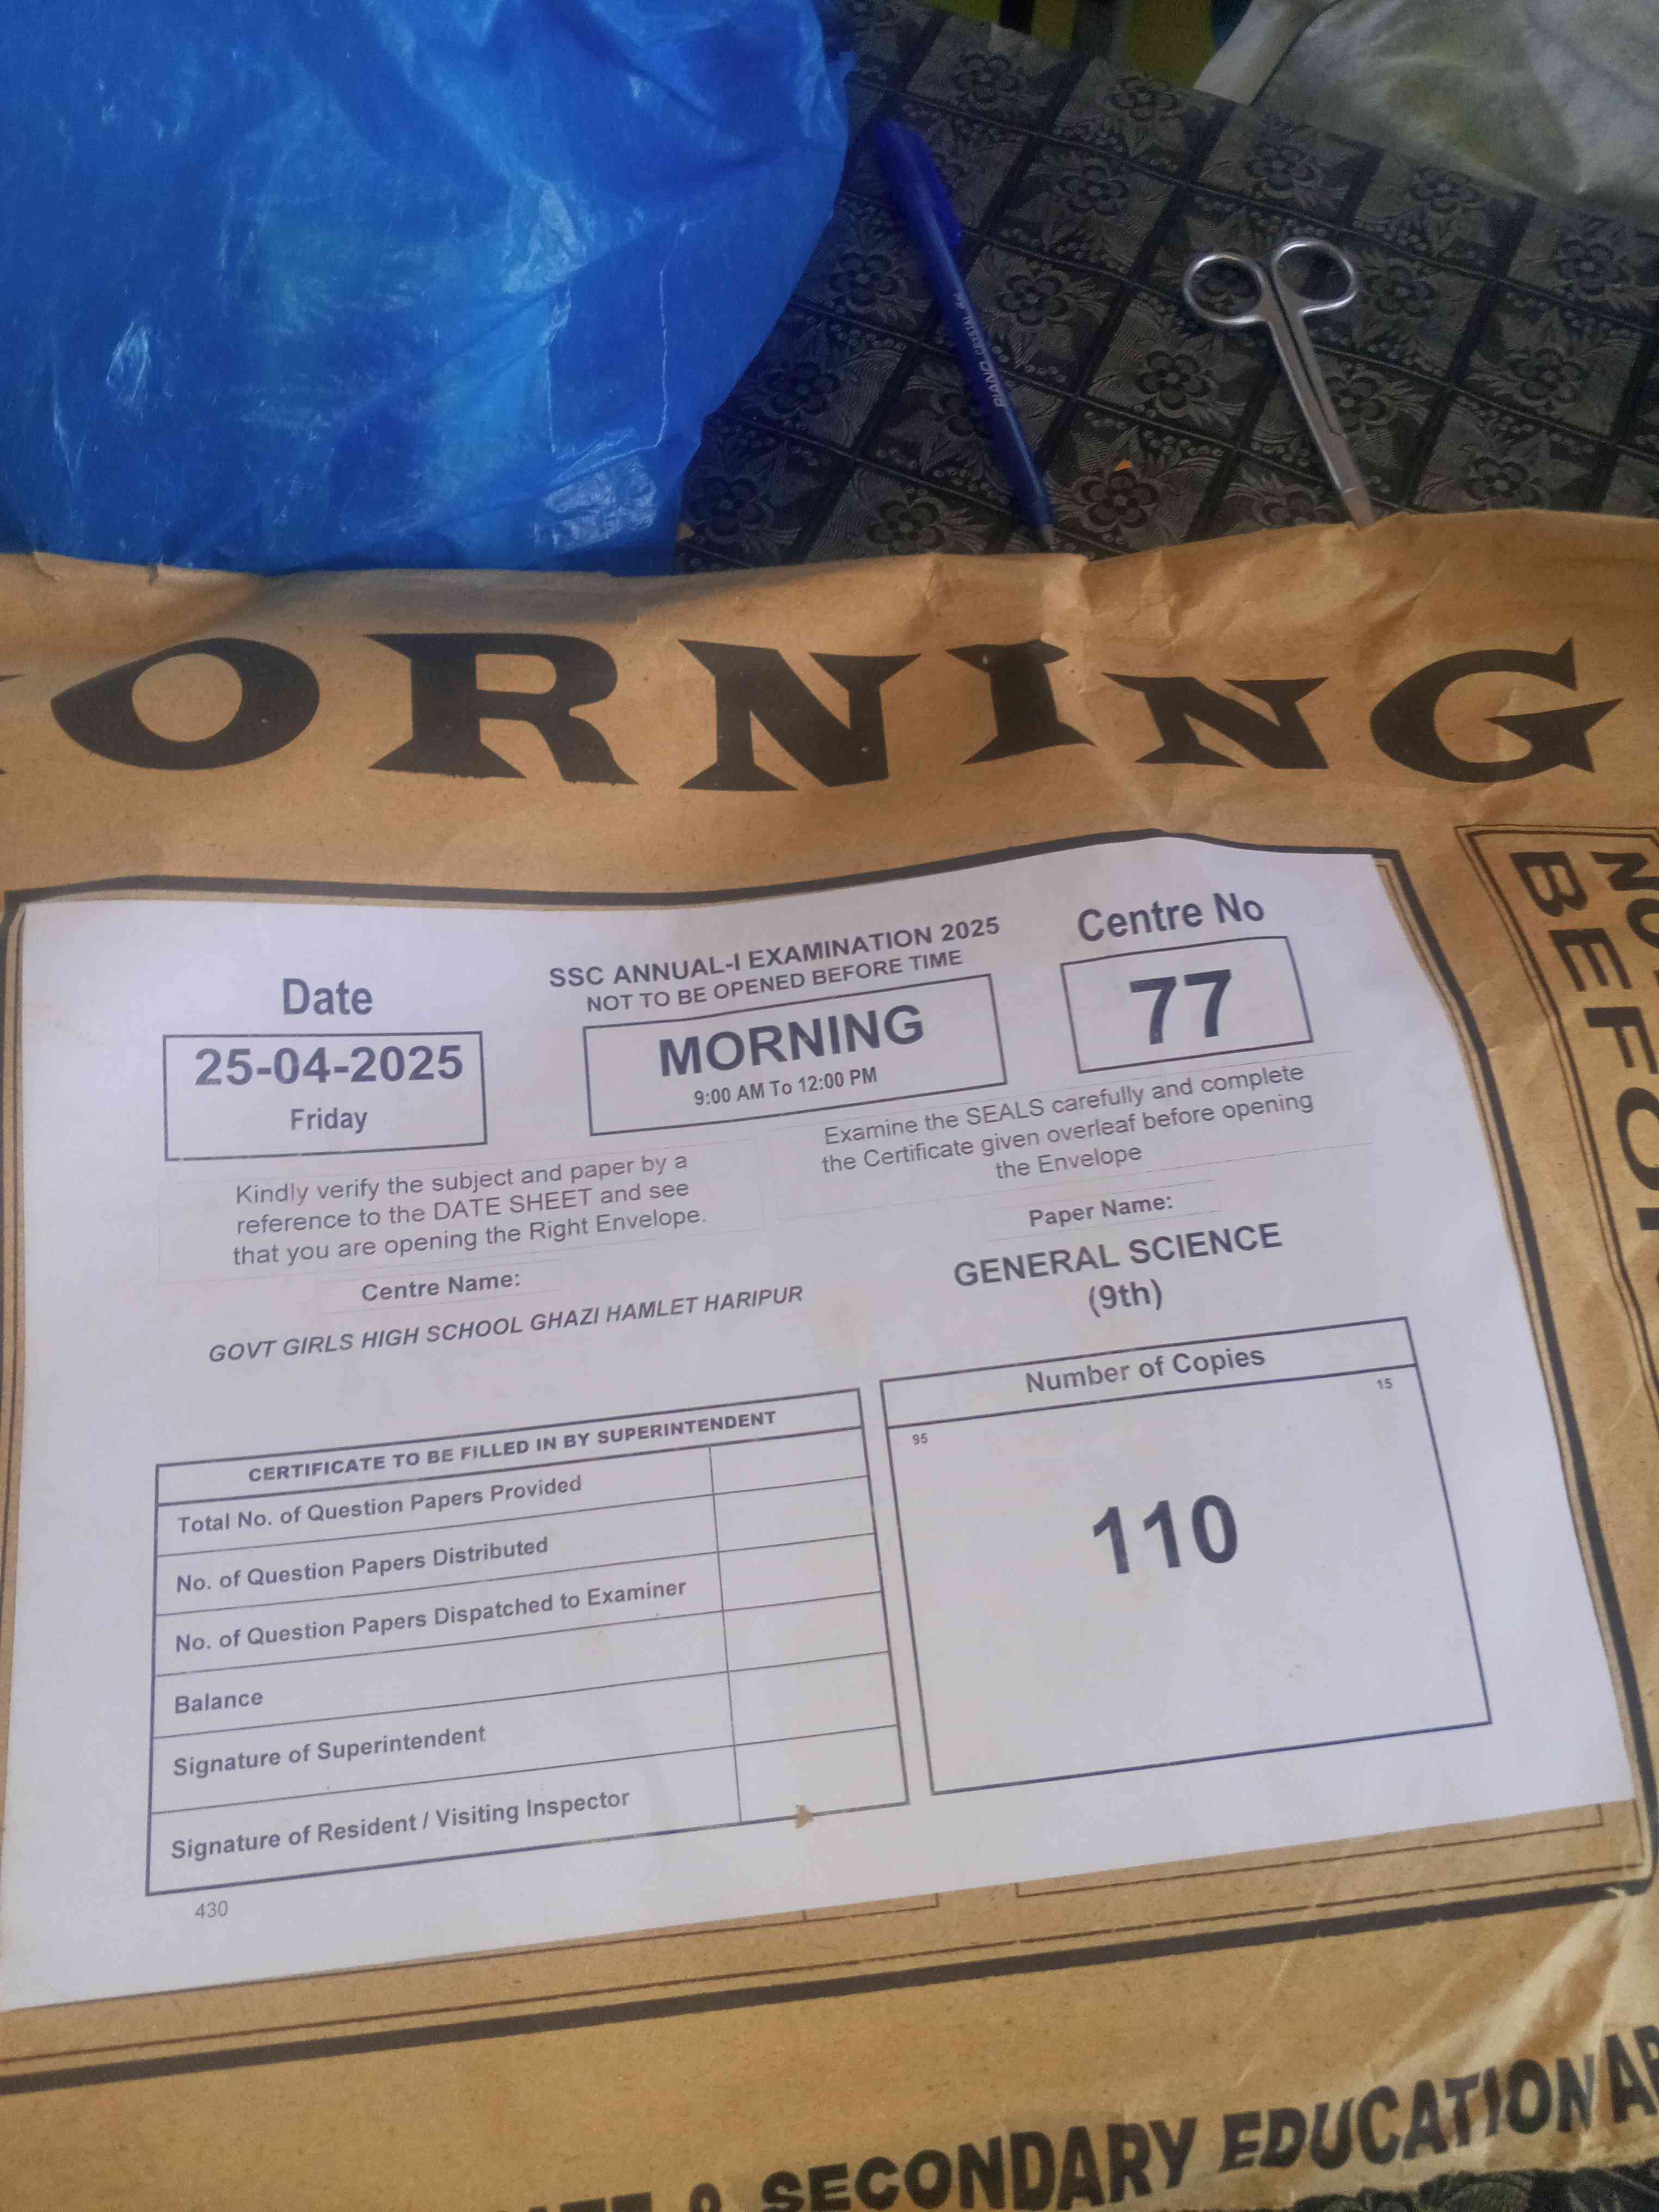 PIANO CRYSTAL
ORNING
NO
BEFOR
Date
25-04-2025
Friday
SSC ANNUAL-I EXAMINATION 2025
NOT TO BE OPENED BEFORE TIME
MORNING
9:00 AM To 12:00 PM
Centre No
77
Kindly verify the subject and paper by a
reference to the DATE SHEET and see
that you are opening the Right Envelope.
Examine the SEALS carefully and complete
the Certificate given overleaf before opening
the Envelope
Centre Name:
GOVT GIRLS HIGH SCHOOL GHAZI HAMLET HARIPUR
Paper Name:
GENERAL SCIENCE
(9th)
CERTIFICATE TO BE FILLED IN BY SUPERINTENDENT
Total No. of Question Papers Provided
No. of Question Papers Distributed
No. of Question Papers Dispatched to Examiner
Balance
Signature of Superintendent
Signature of Resident / Visiting Inspector
Number of Copies
95
15
110
430
& SECONDARY EDUCATION AB